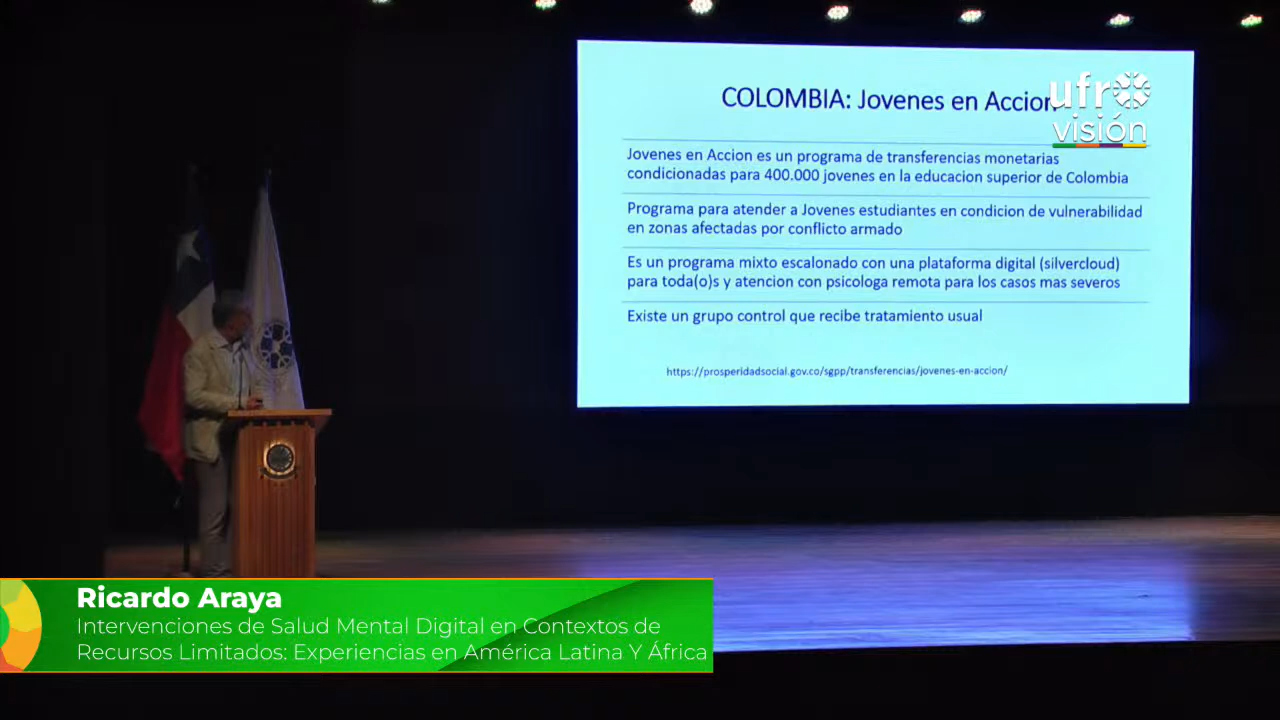 COLOMBIA: Jovenes en Accion
ufro
visión
Jovenes en Accion es un programa de transferencias monetarias
condicionadas para 400.000 jovenes en la educacion superior de Colombia
Programa para atender a Jovenes estudiantes en condicion de vulnerabilidad
en zonas afectadas por conflicto armado
Es un programa mixto escalonado con una plataforma digital (silvercloud)
para toda(o)s y atencion con psicologa remota para los casos mas severos
Existe un grupo control que recibe tratamiento usual
https://prosperidadsocial.gov.co/sgpp/transferencias/jovenes-en-accion/
Ricardo Araya
Intervenciones de Salud Mental Digital en Contextos de
Recursos Limitados: Experiencias en América Latina Y África